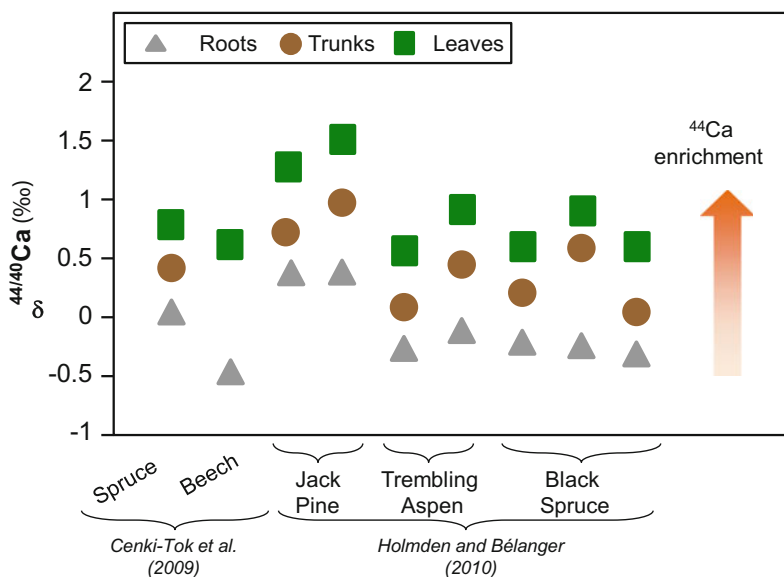 Roots Trunks Leaves
2
1.5
1
0.5
0
-0.5
-1
δ44/40Ca (‰)
44Ca
enrichment
Spruce
Beech
Jack
Pine
Trembling
Aspen
Black
Spruce
Cenki-Tok et al.
(2009)
Holmden and Bélanger
(2010)